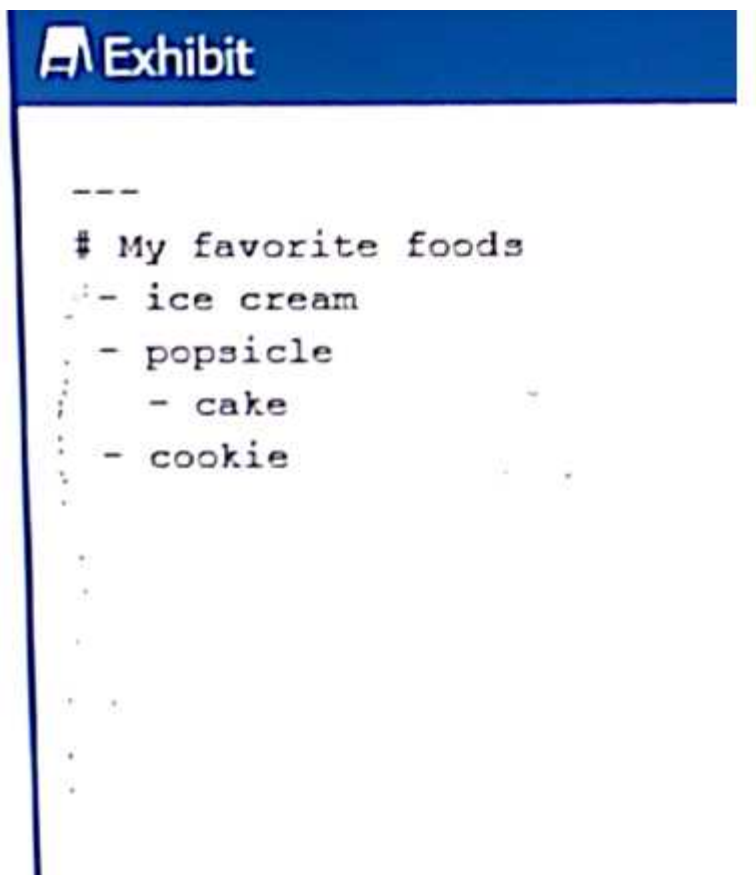 Exhibit
---
# My favorite foods
- ice cream
- popsicle
- cake
- cookie